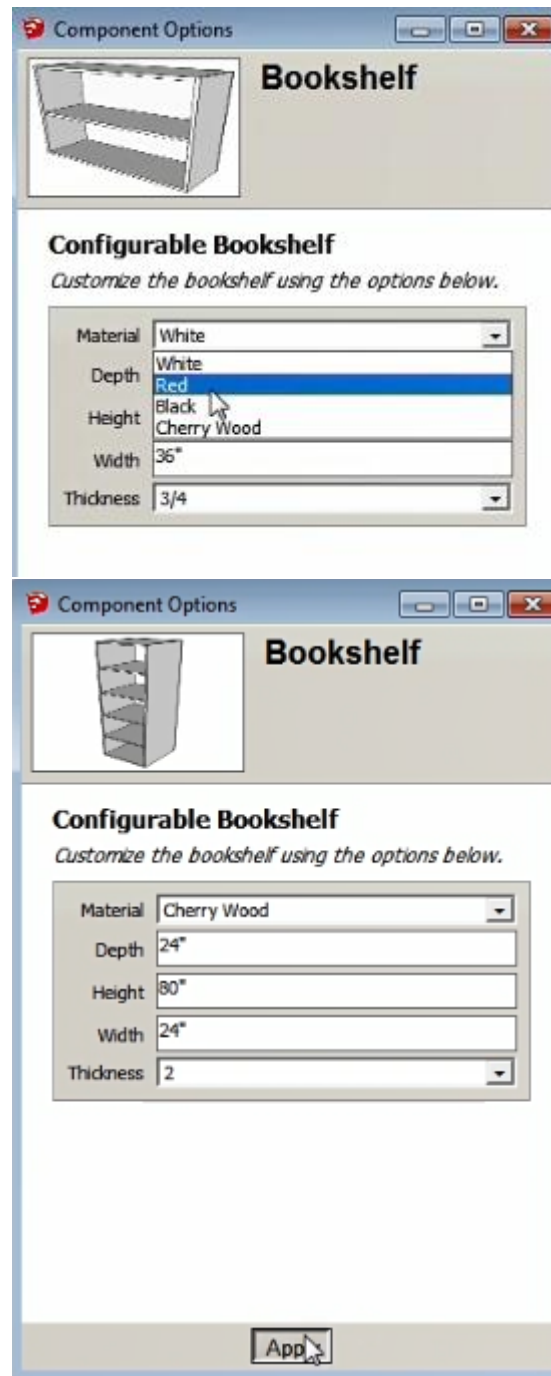 Component Options
Bookshelf
Configurable Bookshelf
Customize the bookshelf using the options below.
Material White
White
Depth
Red
Black
Height
Cherry Wood
Width 36"
Thickness 3/4
Component Options
Bookshelf
Configurable Bookshelf
Customize the bookshelf using the options below.
Material Cherry Wood
Depth 24"
Height 80"
Width 24"
Thickness 2